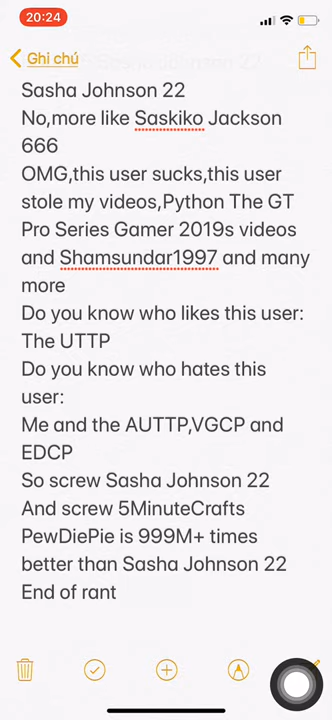 20:24
Ghi chú
Sasha Johnson 22
No,more like Saskiko Jackson
666
OMG,this user sucks,this user
stole my videos,Python The GT
Pro Series Gamer 2019s videos
and Shamsundar1997 and many
more
Do you know who likes this user:
The UTTP
Do you know who hates this
user:
Me and the AUTTP,VGCP and
EDCP
So screw Sasha Johnson 22
And screw 5MinuteCrafts
PewDiePie is 999M+ times
better than Sasha Johnson 22
End of rant